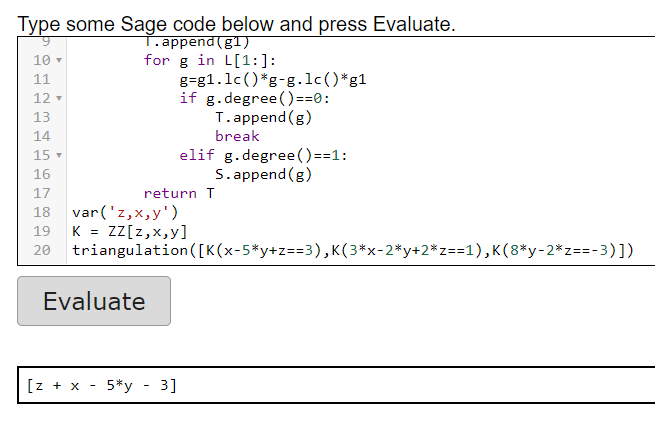 Type some Sage code below and press Evaluate.
9 T.append(g1)
10 for g in L[1:]:
11 g=g1.lc()*g-g.lc()*g1
12 if g.degree()==0:
13 T.append(g)
14 break
15 elif g.degree()==1:
16 S.append(g)
17 return T
18 var('z,x,y')
19 K = ZZ[z,x,y]
20 triangulation([K(x-5*y+z==3),K(3*x-2*y+2*z==1),K(8*y-2*z==-3)])
Evaluate
[z + x - 5*y - 3]